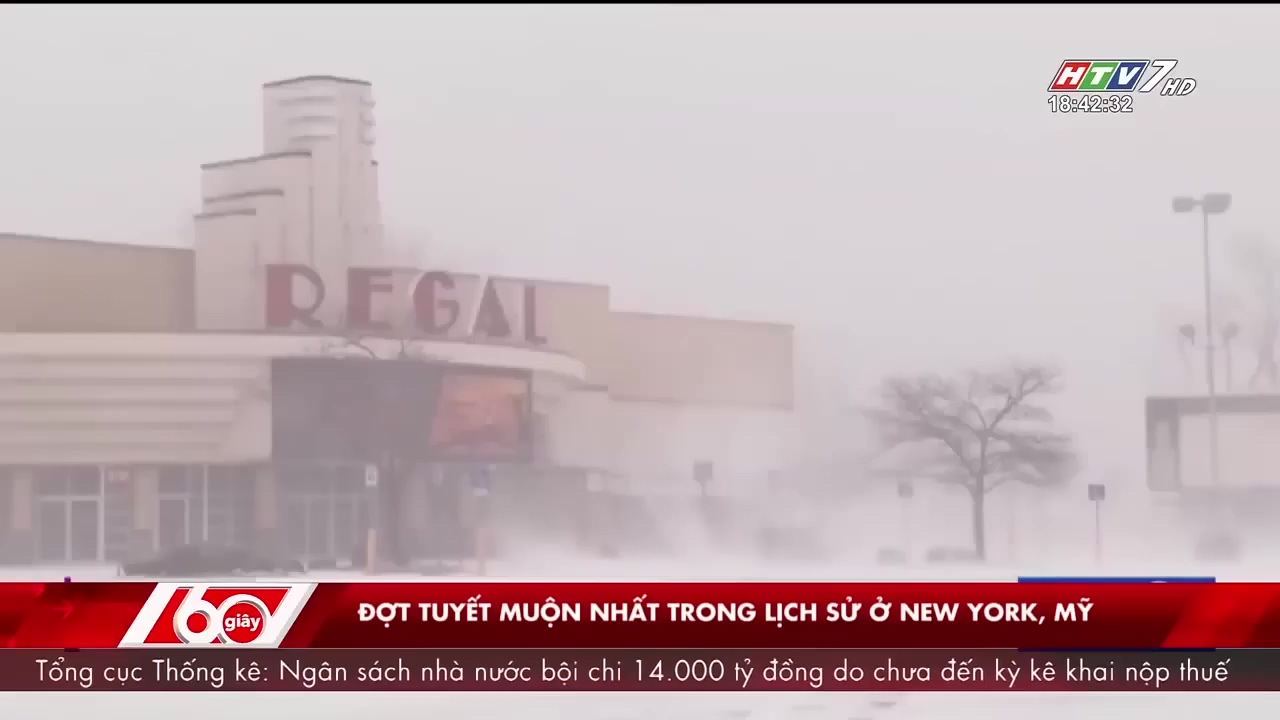 HTV7 HD
18:42:32
REGAL
60 giây
ĐỢT TUYẾT MUỘN NHẤT TRONG LỊCH SỬ Ở NEW YORK, MỸ
Tổng cục Thống kê: Ngân sách nhà nước bội chi 14.000 tỷ đồng do chưa đến kỳ kê khai nộp thuế